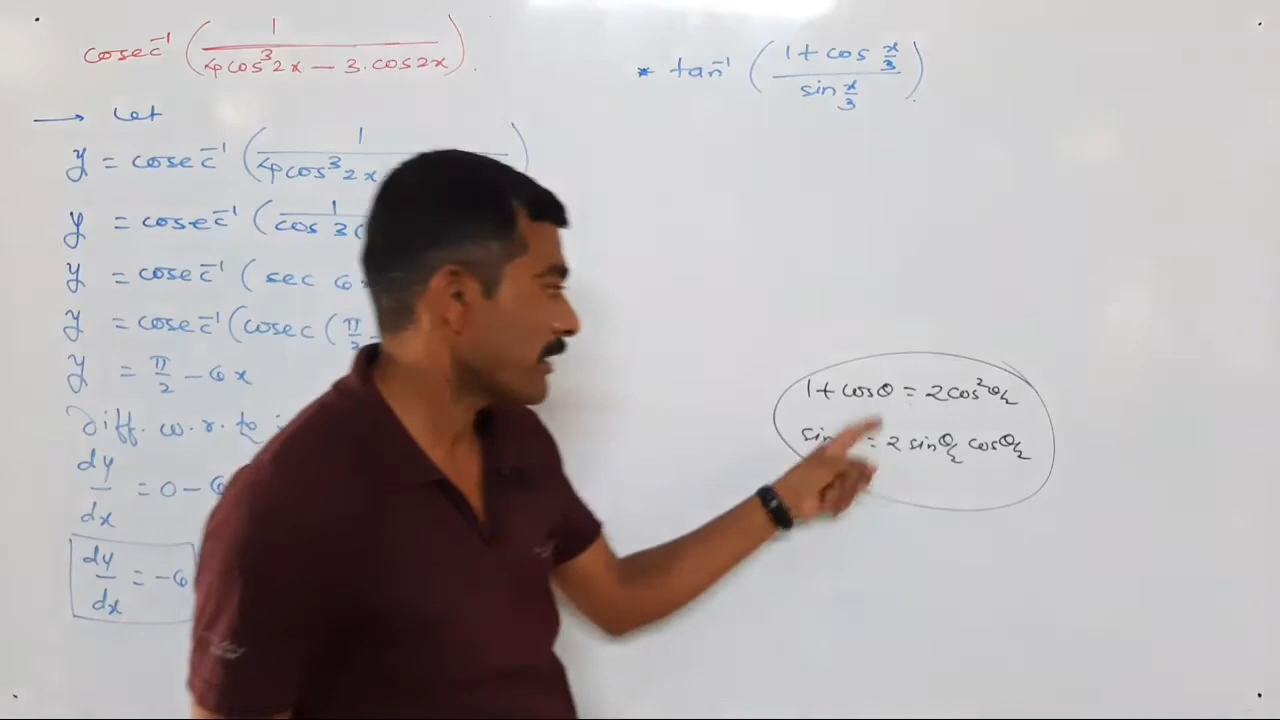 cosec⁻¹ (1 / (4cos³2x − 3.cos2x)).
→ Let
y = cosec⁻¹ (1 / (4cos³2x
y = cosec⁻¹ (1 / (cos 3(
y = cosec⁻¹ ( sec 6
y = cosec⁻¹ (cosec (π/2 -
y = π/2 − 6x
Diff. w.r. to
dy/dx = 0 − 6
dy/dx = −6
* tan⁻¹ ((1 + cos x/3) / (sin x/3)).
1 + cosθ = 2cos²θ/2
sin = 2 sinθ/2 cosθ/2